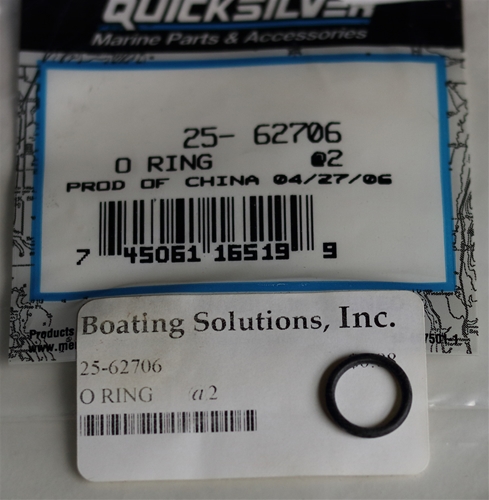 QUICKSILVER
Marine Parts & Accessories
25- 62706
O RING @2
PROD OF CHINA 04/27/06
7 45061 16519 9
Products
Boating Solutions, Inc.
25-62706
O RING @2